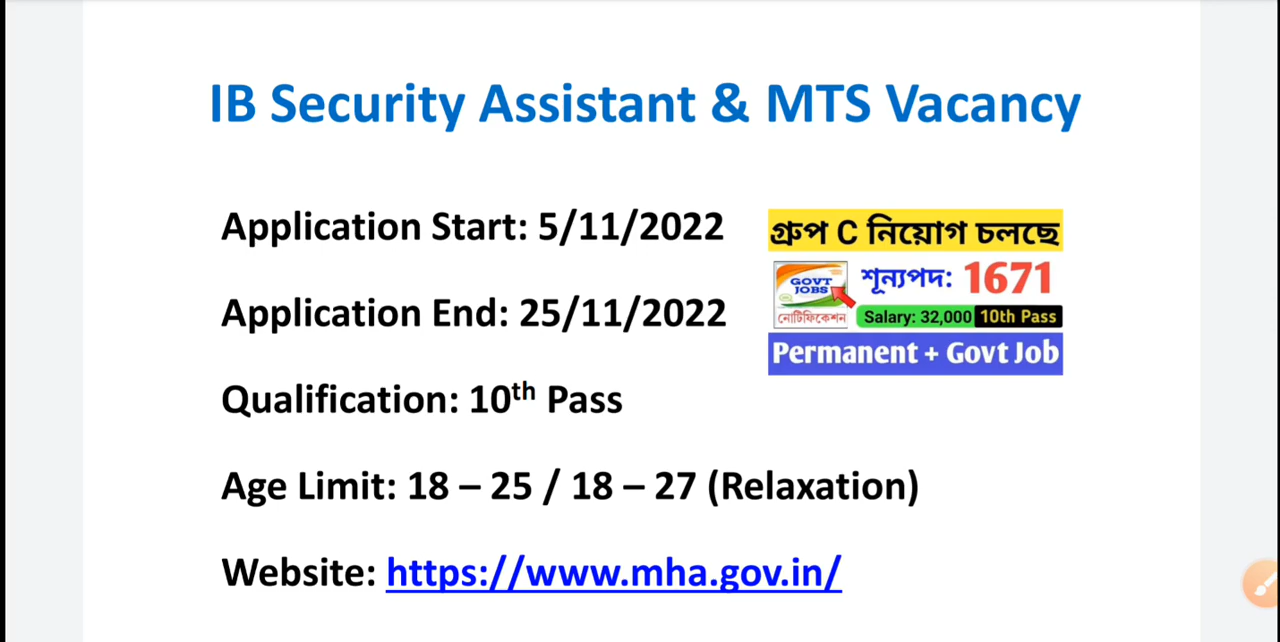 IB Security Assistant & MTS Vacancy
Application Start: 5/11/2022
Application End: 25/11/2022
Qualification: 10th Pass
Age Limit: 18 – 25 / 18 – 27 (Relaxation)
Website: https://www.mha.gov.in/
গ্রুপ C নিয়োগ চলছে
GOVT
JOBS
নোটিফিকেশন
শূন্যপদ: 1671
Salary: 32,000 10th Pass
Permanent + Govt Job